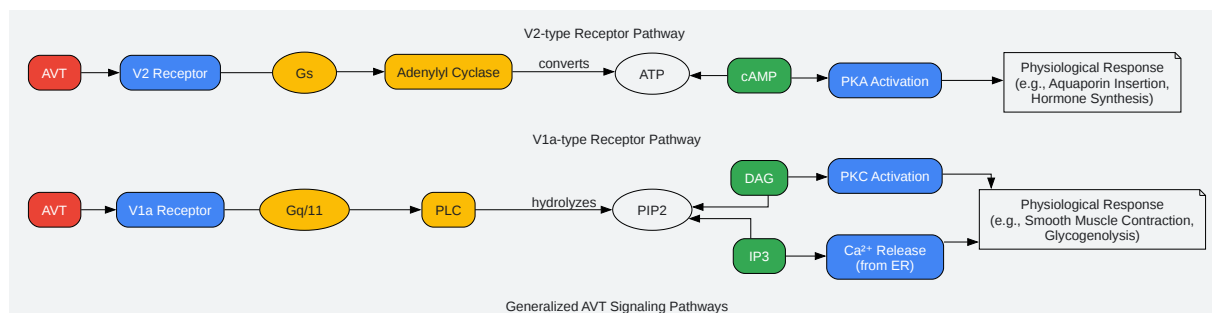 V2-type Receptor Pathway
AVT
V2 Receptor
Gs
Adenylyl Cyclase
converts
ATP
cAMP
PKA Activation
Physiological Response
(e.g., Aquaporin Insertion,
Hormone Synthesis)
V1a-type Receptor Pathway
AVT
V1a Receptor
Gq/11
PLC
hydrolyzes
PIP2
DAG
PKC Activation
IP3
Ca²⁺ Release
(from ER)
Physiological Response
(e.g., Smooth Muscle Contraction,
Glycogenolysis)
Generalized AVT Signaling Pathways